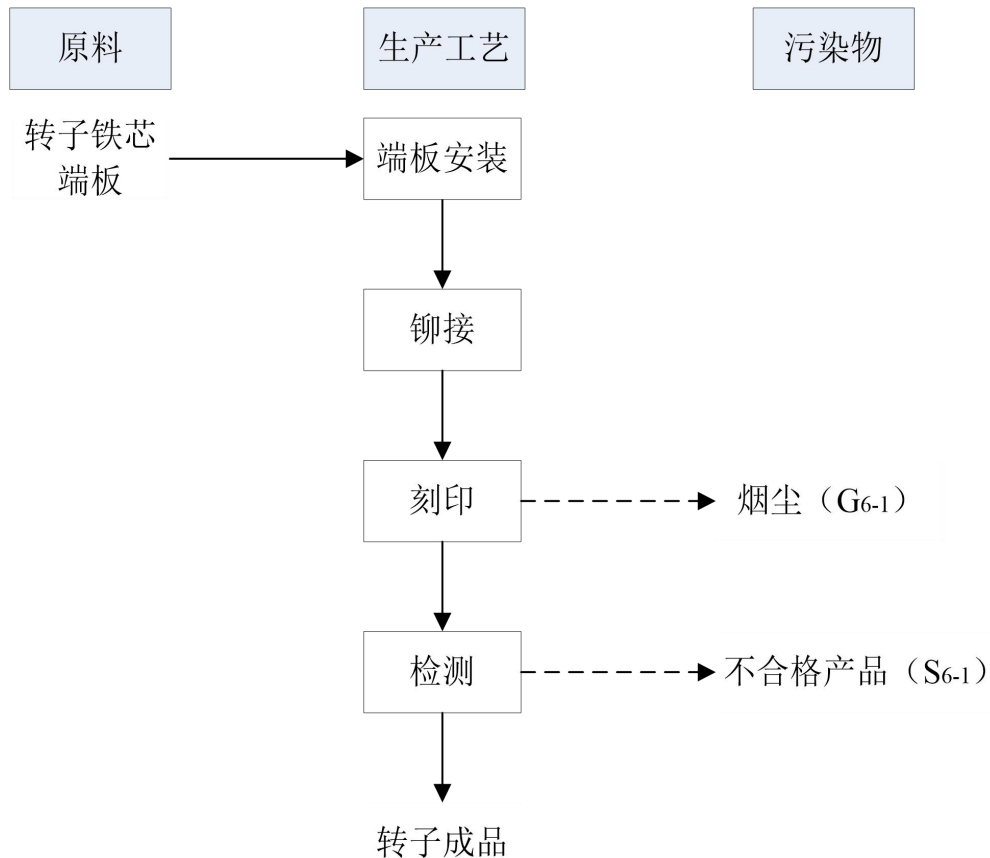 原料
生产工艺
污染物
转子铁芯
端板
端板安装
铆接
刻印
烟尘（G6-1）
检测
不合格产品（S6-1）
转子成品